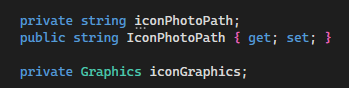 private string iconPhotoPath;
public string IconPhotoPath { get; set; }
private Graphics iconGraphics;